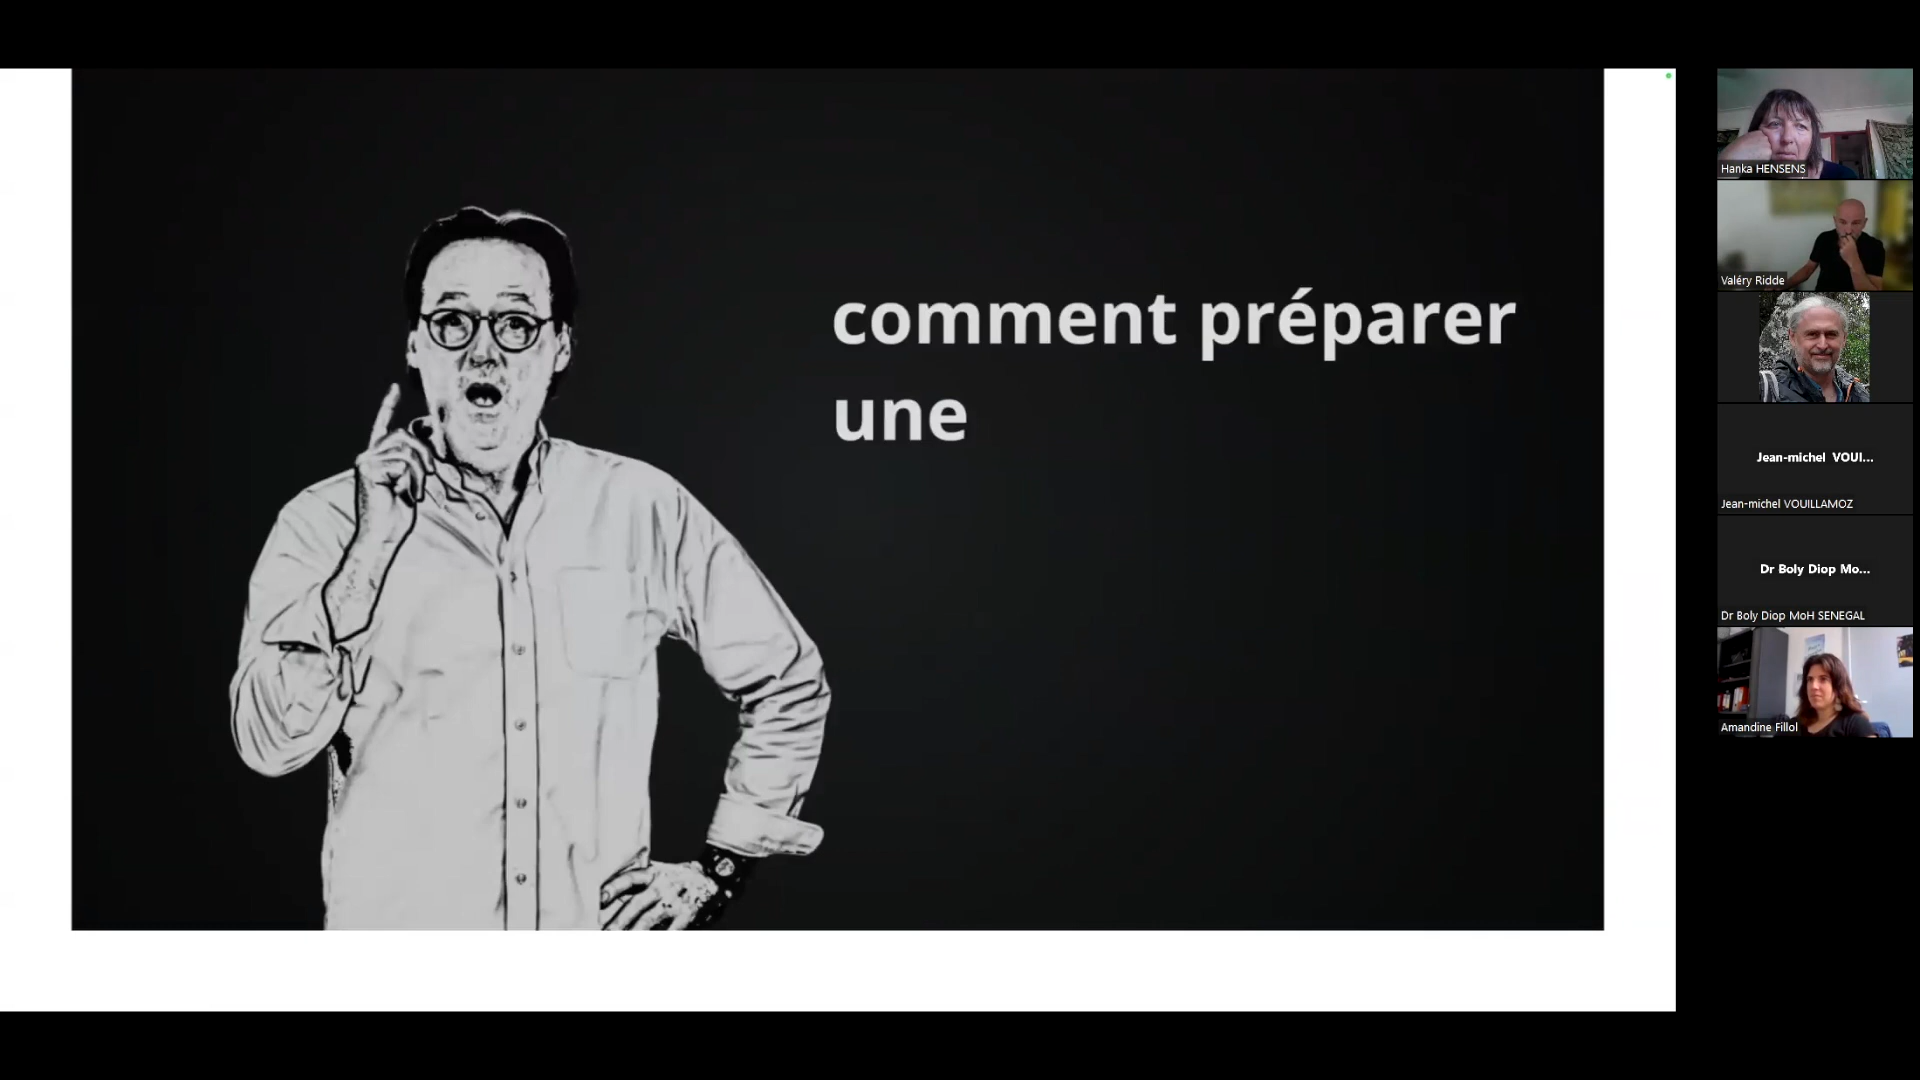 comment préparer
une
Hanka HENSENS
Valéry Ridde
Jean-michel VOUI...
Jean-michel VOUILLAMOZ
Dr Boly Diop Mo...
Dr Boly Diop MoH SENEGAL
Amandine Fillol